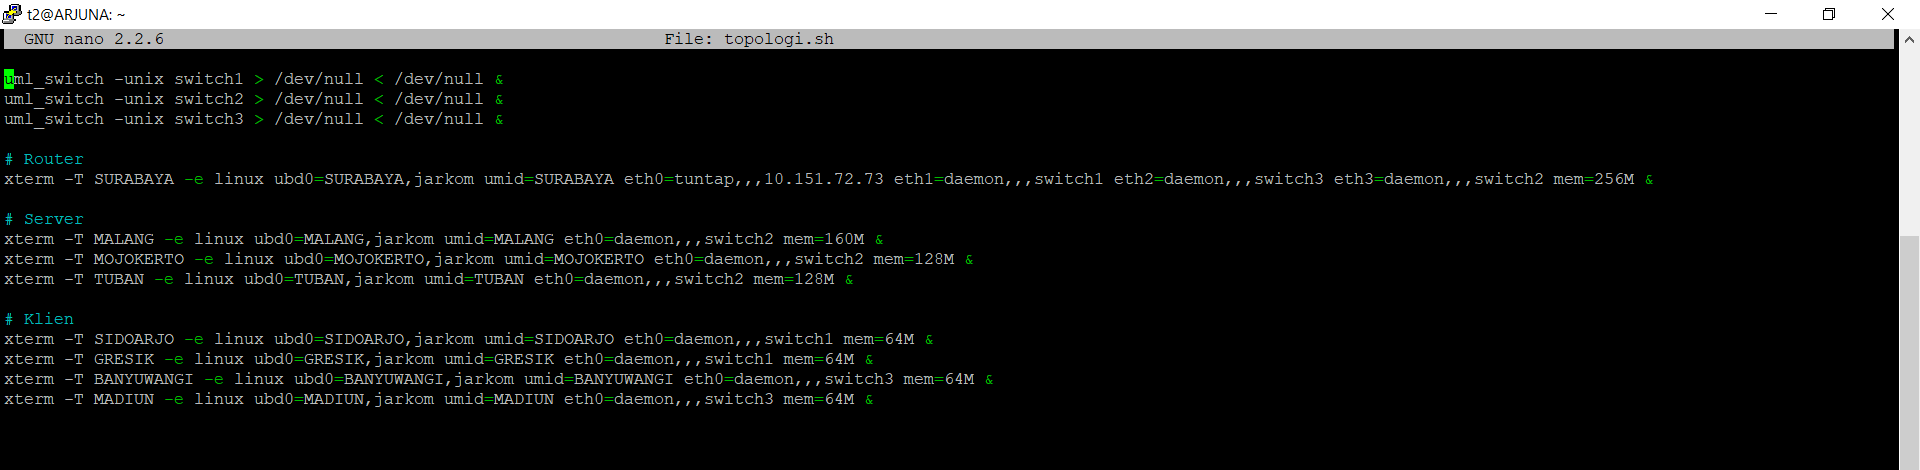 t2@ARJUNA: ~
GNU nano 2.2.6 File: topologi.sh
uml_switch -unix switch1 > /dev/null < /dev/null &
uml_switch -unix switch2 > /dev/null < /dev/null &
uml_switch -unix switch3 > /dev/null < /dev/null &
# Router
xterm -T SURABAYA -e linux ubd0=SURABAYA,jarkom umid=SURABAYA eth0=tuntap,,,10.151.72.73 eth1=daemon,,,switch1 eth2=daemon,,,switch3 eth3=daemon,,,switch2 mem=256M &
# Server
xterm -T MALANG -e linux ubd0=MALANG,jarkom umid=MALANG eth0=daemon,,,switch2 mem=160M &
xterm -T MOJOKERTO -e linux ubd0=MOJOKERTO,jarkom umid=MOJOKERTO eth0=daemon,,,switch2 mem=128M &
xterm -T TUBAN -e linux ubd0=TUBAN,jarkom umid=TUBAN eth0=daemon,,,switch2 mem=128M &
# Klien
xterm -T SIDOARJO -e linux ubd0=SIDOARJO,jarkom umid=SIDOARJO eth0=daemon,,,switch1 mem=64M &
xterm -T GRESIK -e linux ubd0=GRESIK,jarkom umid=GRESIK eth0=daemon,,,switch1 mem=64M &
xterm -T BANYUWANGI -e linux ubd0=BANYUWANGI,jarkom umid=BANYUWANGI eth0=daemon,,,switch3 mem=64M &
xterm -T MADIUN -e linux ubd0=MADIUN,jarkom umid=MADIUN eth0=daemon,,,switch3 mem=64M &